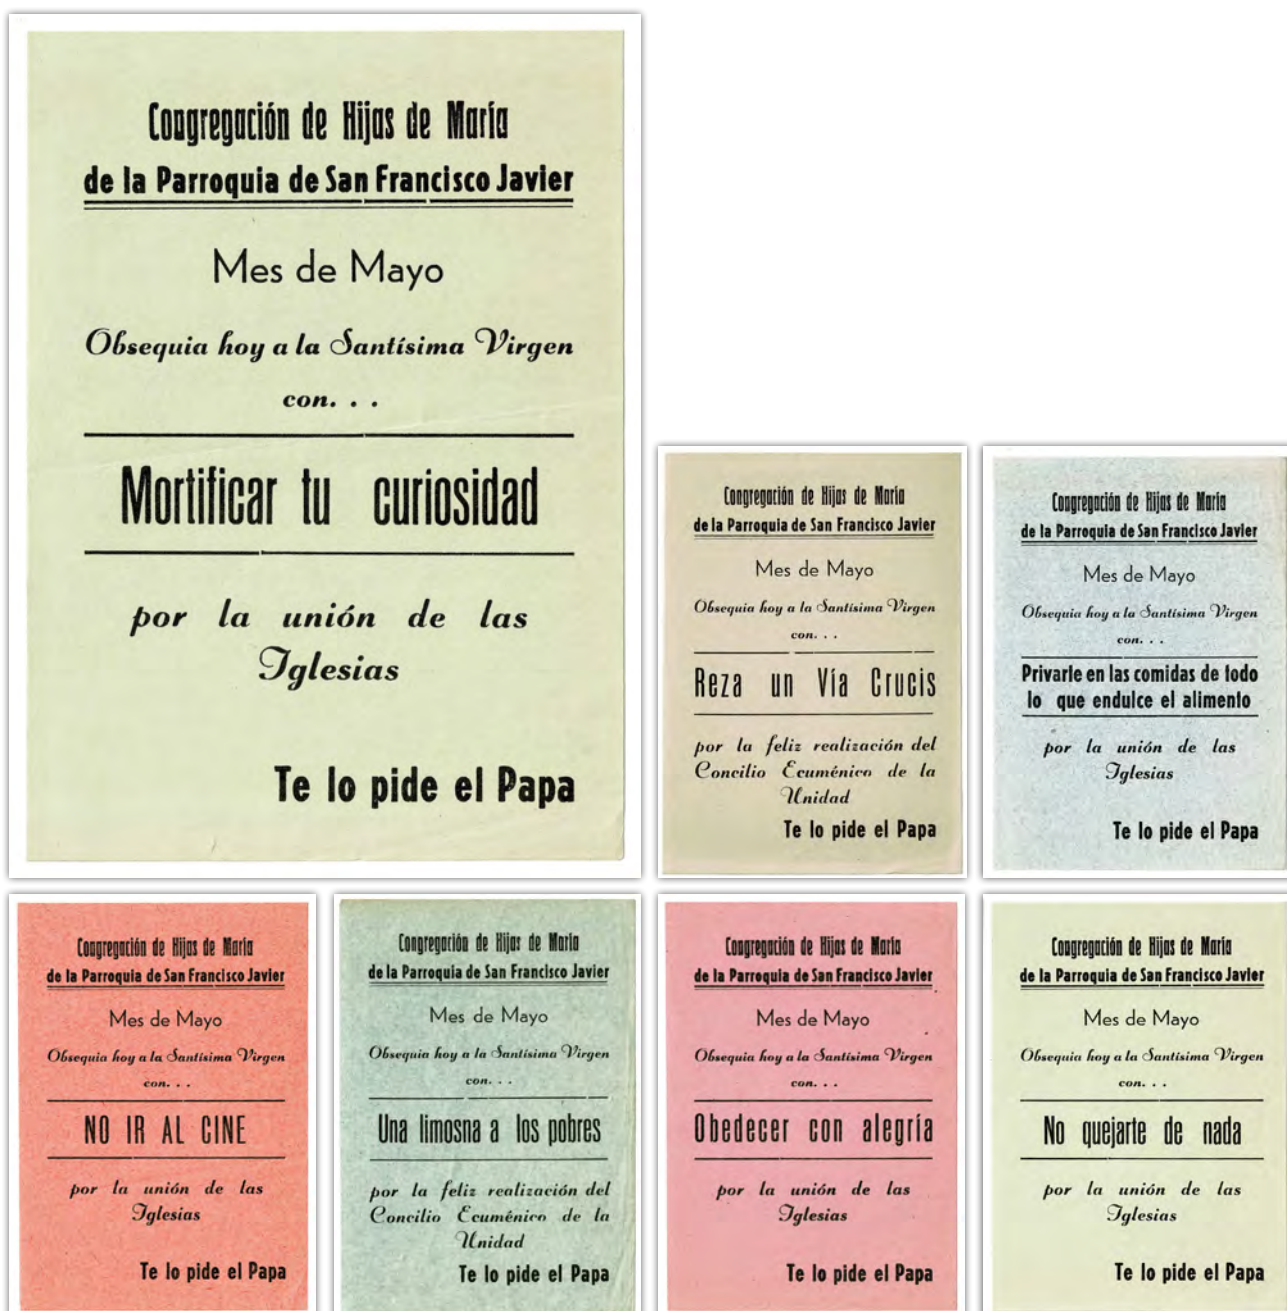 Congregación de Hijas de María
de la Parroquia de San Francisco Javier
Mes de Mayo
Obsequia hoy a la Santísima Virgen
con. . .
Mortificar tu curiosidad
por la unión de las
Iglesias
Te lo pide el Papa
Congregación de Hijas de María
de la Parroquia de San Francisco Javier
Mes de Mayo
Obsequia hoy a la Santísima Virgen
con. . .
Reza un Vía Crucis
por la feliz realización del
Concilio Ecuménico de la
Unidad
Te lo pide el Papa
Congregación de Hijas de María
de la Parroquia de San Francisco Javier
Mes de Mayo
Obsequia hoy a la Santísima Virgen
con. . .
Privarte en las comidas de todo
lo que endulce el alimento
por la unión de las
Iglesias
Te lo pide el Papa
Congregación de Hijas de María
de la Parroquia de San Francisco Javier
Mes de Mayo
Obsequia hoy a la Santísima Virgen
con. . .
NO IR AL CINE
por la unión de las
Iglesias
Te lo pide el Papa
Congregación de Hijas de María
de la Parroquia de San Francisco Javier
Mes de Mayo
Obsequia hoy a la Santísima Virgen
con. . .
Una limosna a los pobres
por la feliz realización del
Concilio Ecuménico de la
Unidad
Te lo pide el Papa
Congregación de Hijas de María
de la Parroquia de San Francisco Javier
Mes de Mayo
Obsequia hoy a la Santísima Virgen
con. . .
Obedecer con alegría
por la unión de las
Iglesias
Te lo pide el Papa
Congregación de Hijas de María
de la Parroquia de San Francisco Javier
Mes de Mayo
Obsequia hoy a la Santísima Virgen
con. . .
No quejarte de nada
por la unión de las
Iglesias
Te lo pide el Papa